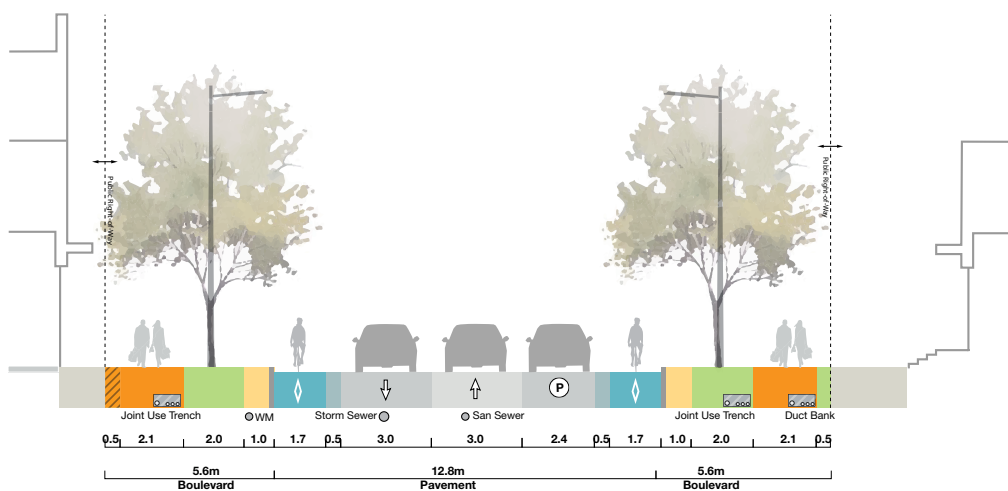 Public Right-of-Way
Public Right-of-Way
P
Joint Use Trench
WM
Storm Sewer
San Sewer
Joint Use Trench
Duct Bank
0.5 2.1 2.0 1.0 1.7 0.5 3.0 3.0 2.4 0.5 1.7 1.0 2.0 2.1 0.5
5.6m 12.8m 5.6m
Boulevard Pavement Boulevard